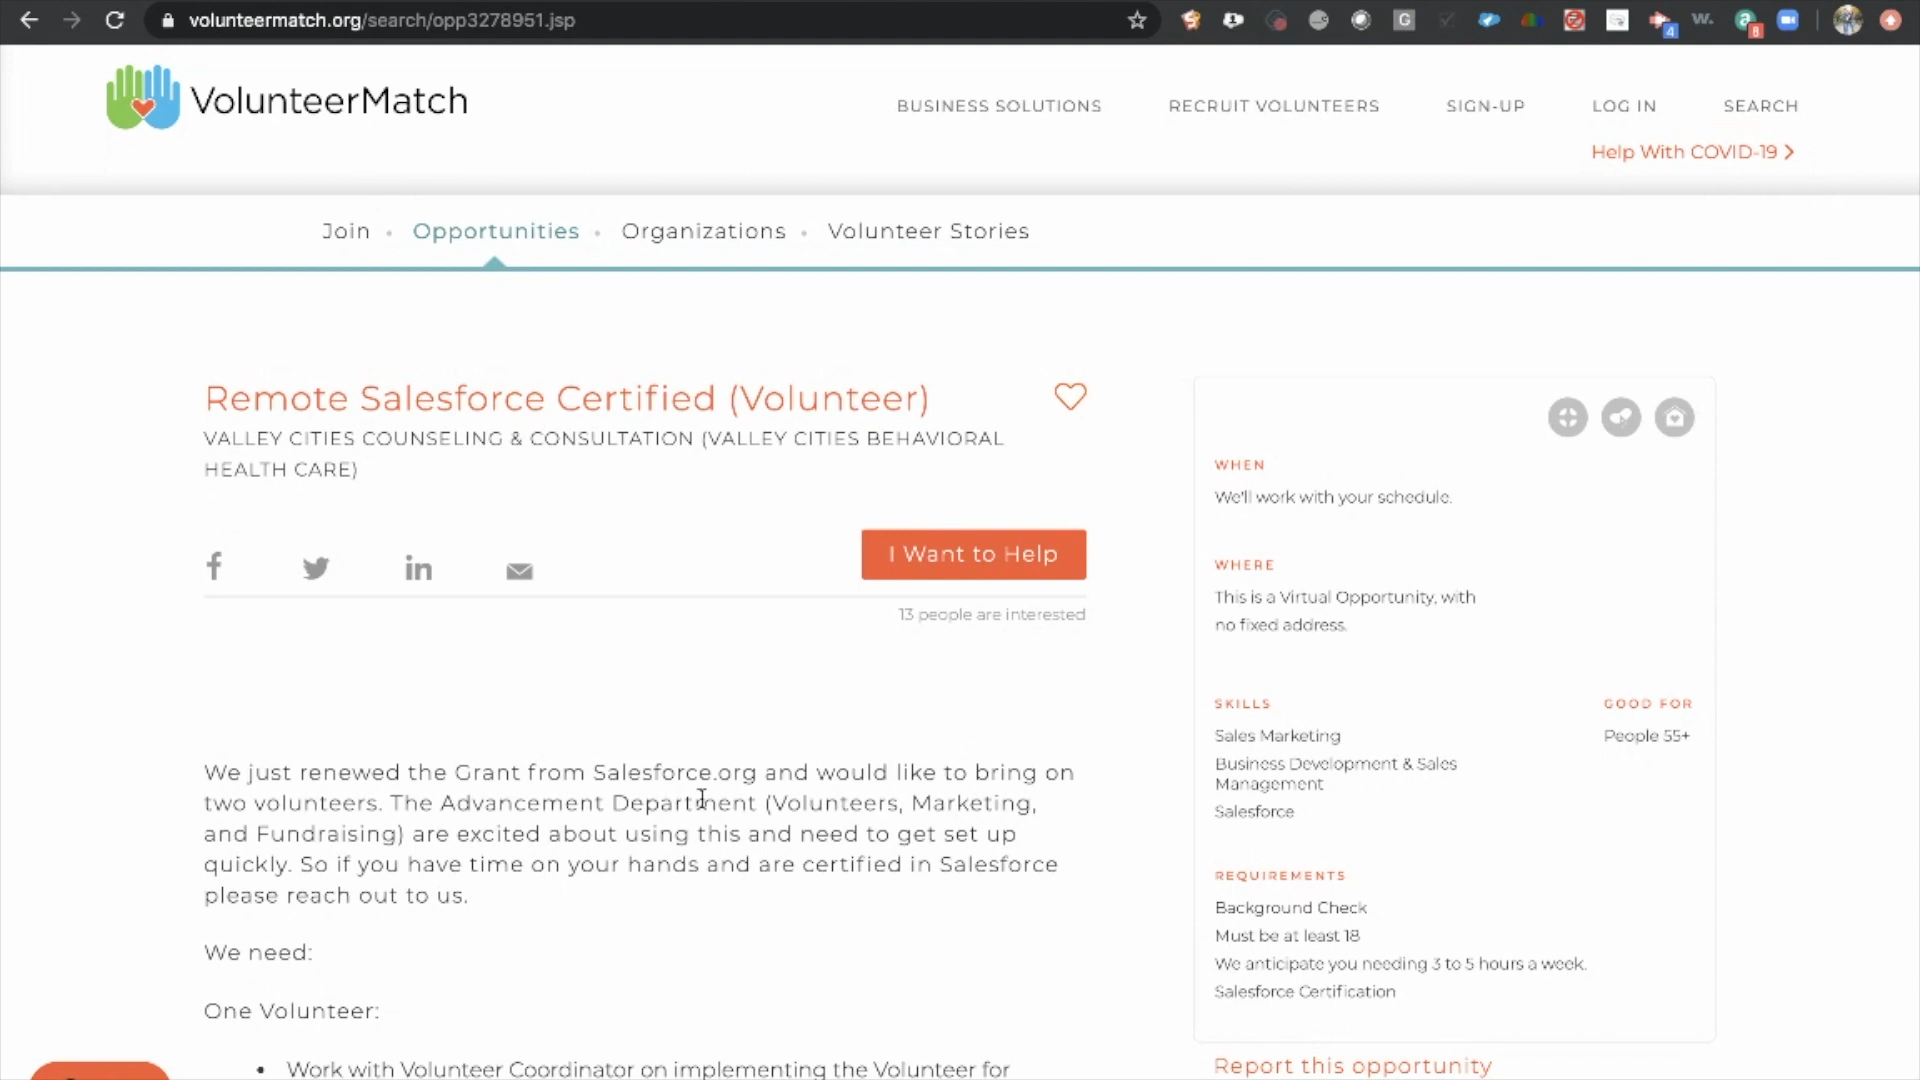 volunteermatch.org/search/opp3278951.jsp
G
4
w.
a
8
VolunteerMatch
BUSINESS SOLUTIONS
RECRUIT VOLUNTEERS
SIGN-UP
LOG IN
SEARCH
Help With COVID-19
Join
Opportunities
Organizations
Volunteer Stories
Remote Salesforce Certified (Volunteer)
VALLEY CITIES COUNSELING & CONSULTATION (VALLEY CITIES BEHAVIORAL
HEALTH CARE)
I Want to Help
13 people are interested
We just renewed the Grant from Salesforce.org and would like to bring on
two volunteers. The Advancement Department (Volunteers, Marketing,
and Fundraising) are excited about using this and need to get set up
quickly. So if you have time on your hands and are certified in Salesforce
please reach out to us.
We need:
One Volunteer:
• Work with Volunteer Coordinator on implementing the Volunteer for
WHEN
We'll work with your schedule.
WHERE
This is a Virtual Opportunity, with
no fixed address.
SKILLS
Sales Marketing
Business Development & Sales
Management
Salesforce
GOOD FOR
People 55+
REQUIREMENTS
Background Check
Must be at least 18
We anticipate you needing 3 to 5 hours a week.
Salesforce Certification
Report this opportunity